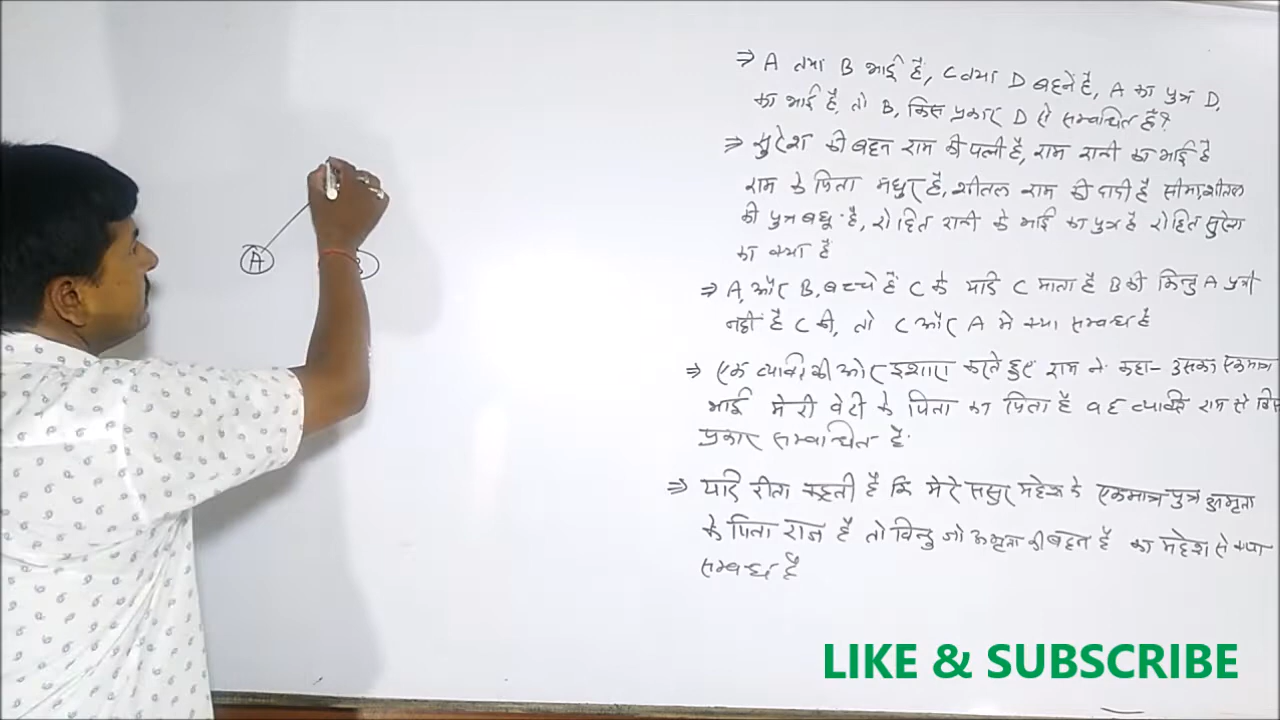 A
⇒ A तथा B भाई हैं, C तथा D बहनें है, A का पुत्र D,
का भाई है, तो B, किस प्रकार D से सम्बन्धित है?
⇒ सुरेश की बहन राम की पत्नी है, राम रानी का भाई है
राम के पिता मधुर है, शीतल राम की दादी है सीमा, शीतल
की पुत्रबधू है, रोहित रानी के भाई का पुत्र है रोहित सुरेश
का क्या है
⇒ A, और B, बच्चे हैं C के यदि C माता है B की किन्तु A पुत्री
नहीं है C की, तो C और A मे क्या सम्बन्ध है
⇒ एक व्यक्ति की ओर इशारा करते हुए राम ने कहा - उसका एकमात्र
भाई मेरी बेटी के पिता का पिता है वह व्यक्ति राम से
प्रकार सम्बन्धित है
⇒ यदि रीता कहती है कि मेरे ससुर महेश के एकमात्र पुत्र
के पिता राज है तो बिन्दु जो की बहन है का महेश से क्या
सम्बन्ध है
LIKE & SUBSCRIBE